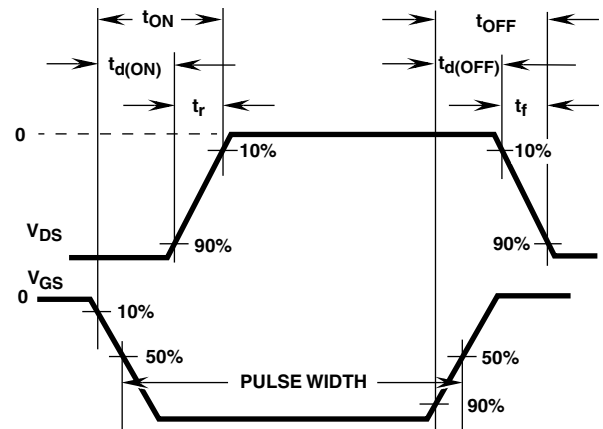 tON
tOFF
td(ON)
td(OFF)
tr
tf
0
10%
10%
VDS
90%
90%
VGS
0
10%
50%
50%
PULSE WIDTH
90%